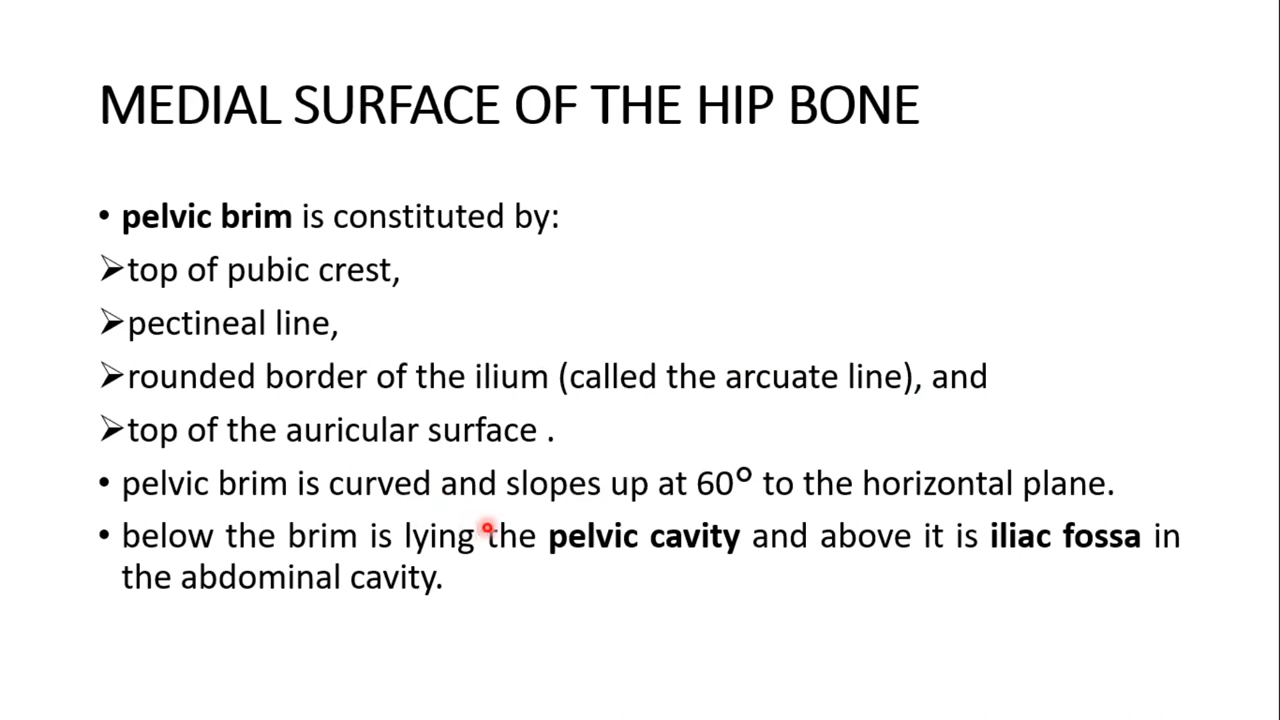 MEDIAL SURFACE OF THE HIP BONE
• pelvic brim is constituted by:
➢top of pubic crest,
➢pectineal line,
➢rounded border of the ilium (called the arcuate line), and
➢top of the auricular surface .
• pelvic brim is curved and slopes up at 60° to the horizontal plane.
• below the brim is lying the pelvic cavity and above it is iliac fossa in
the abdominal cavity.